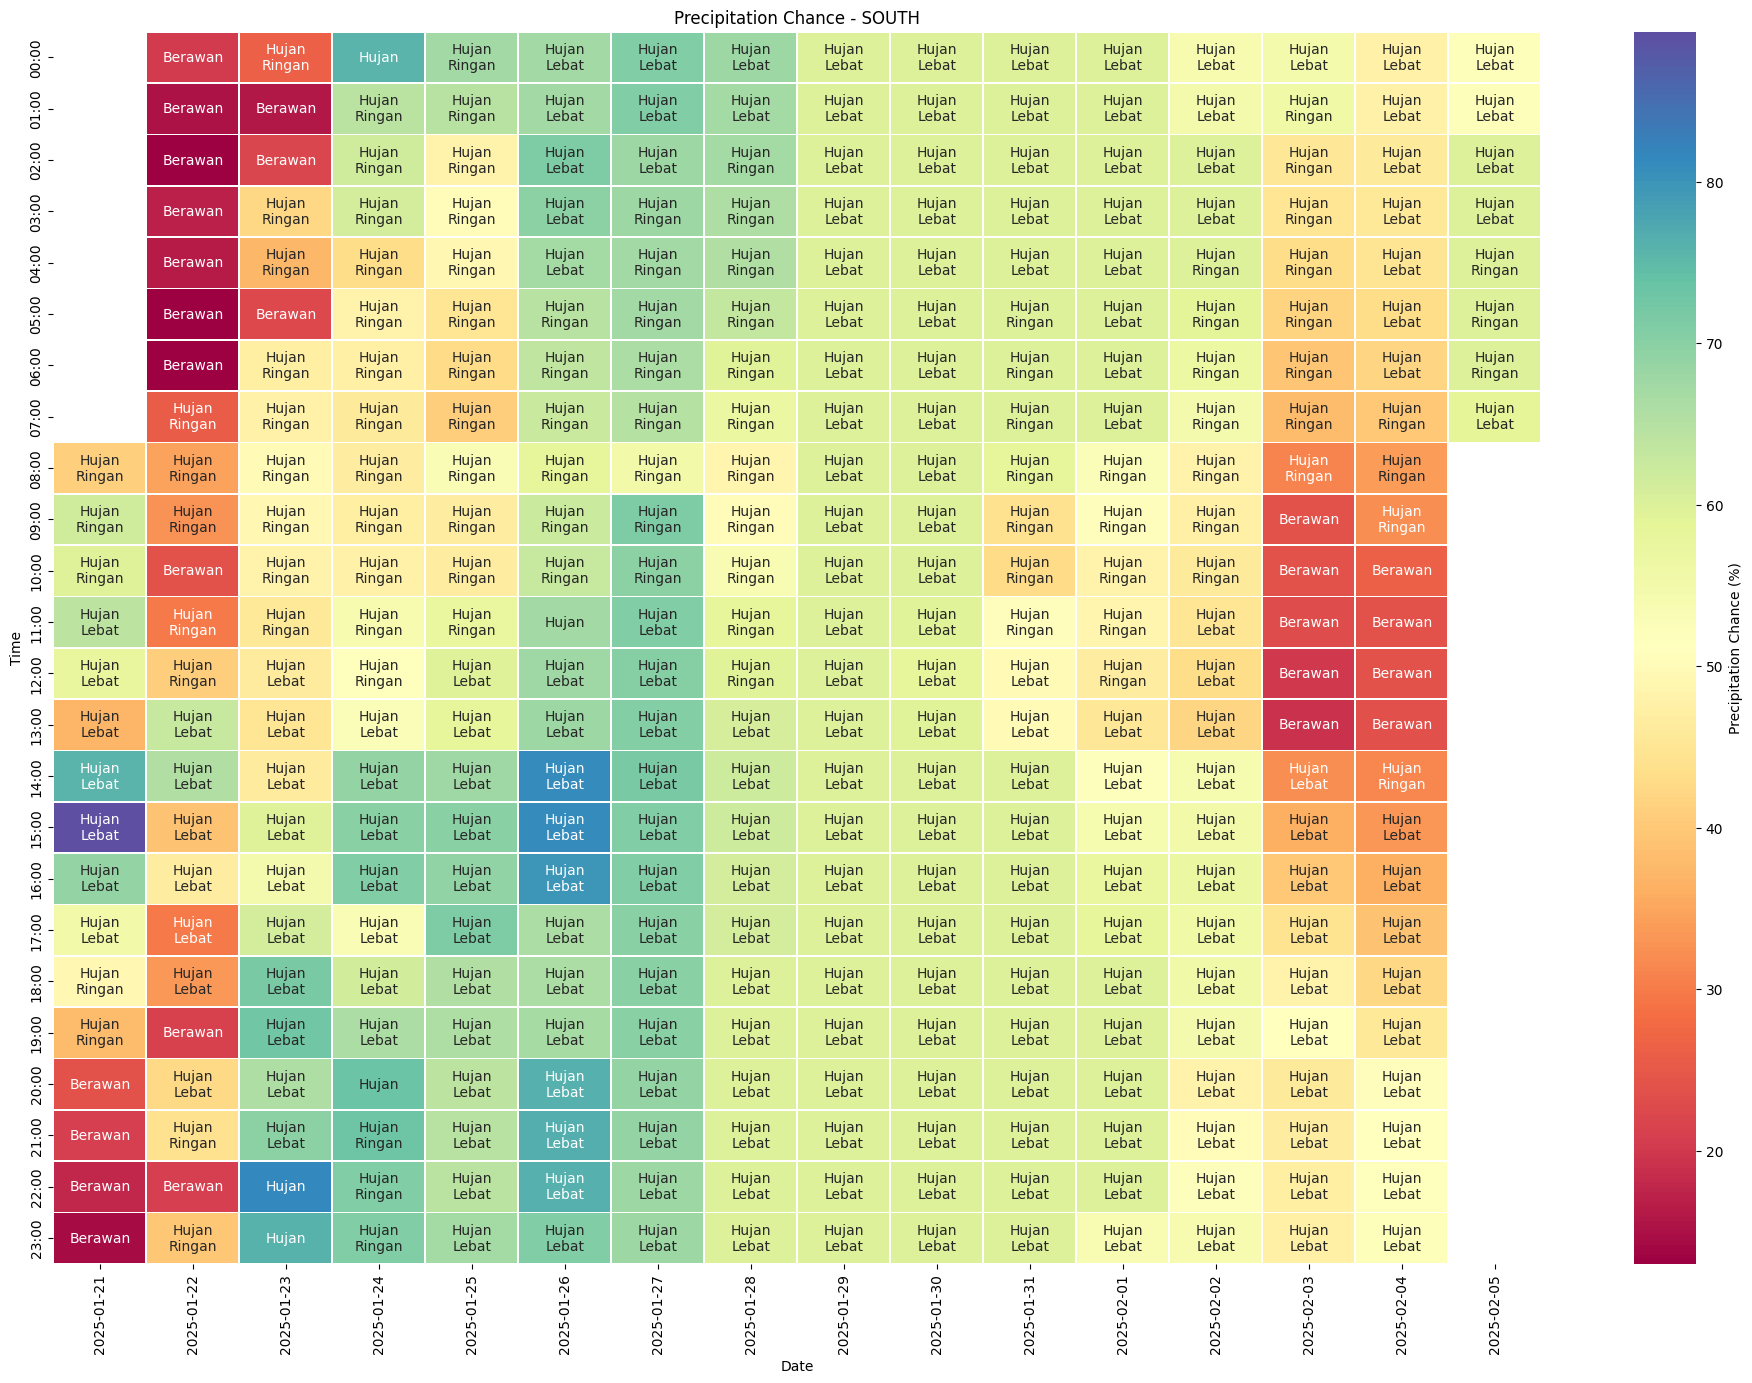 Precipitation Chance - SOUTH
Time
00:00 Berawan Hujan Ringan Hujan Hujan Ringan Hujan Lebat Hujan Lebat Hujan Lebat Hujan Lebat Hujan Lebat Hujan Lebat Hujan Lebat Hujan Lebat Hujan Lebat Hujan Lebat Hujan Lebat
01:00 Berawan Berawan Hujan Ringan Hujan Ringan Hujan Lebat Hujan Lebat Hujan Lebat Hujan Lebat Hujan Lebat Hujan Lebat Hujan Lebat Hujan Lebat Hujan Ringan Hujan Lebat Hujan Lebat
02:00 Berawan Berawan Hujan Ringan Hujan Ringan Hujan Lebat Hujan Lebat Hujan Ringan Hujan Lebat Hujan Lebat Hujan Lebat Hujan Lebat Hujan Lebat Hujan Ringan Hujan Lebat Hujan Lebat
03:00 Berawan Hujan Ringan Hujan Ringan Hujan Ringan Hujan Lebat Hujan Ringan Hujan Ringan Hujan Lebat Hujan Lebat Hujan Lebat Hujan Lebat Hujan Lebat Hujan Ringan Hujan Lebat Hujan Lebat
04:00 Berawan Hujan Ringan Hujan Ringan Hujan Ringan Hujan Lebat Hujan Ringan Hujan Ringan Hujan Lebat Hujan Lebat Hujan Lebat Hujan Lebat Hujan Ringan Hujan Ringan Hujan Lebat Hujan Ringan
05:00 Berawan Berawan Hujan Ringan Hujan Ringan Hujan Ringan Hujan Ringan Hujan Ringan Hujan Lebat Hujan Lebat Hujan Ringan Hujan Lebat Hujan Ringan Hujan Ringan Hujan Lebat Hujan Ringan
06:00 Berawan Hujan Ringan Hujan Ringan Hujan Ringan Hujan Ringan Hujan Ringan Hujan Ringan Hujan Lebat Hujan Lebat Hujan Ringan Hujan Lebat Hujan Ringan Hujan Ringan Hujan Lebat Hujan Ringan
07:00 Hujan Ringan Hujan Ringan Hujan Ringan Hujan Ringan Hujan Ringan Hujan Ringan Hujan Ringan Hujan Lebat Hujan Lebat Hujan Ringan Hujan Lebat Hujan Ringan Hujan Ringan Hujan Ringan Hujan Lebat
08:00 Hujan Ringan Hujan Ringan Hujan Ringan Hujan Ringan Hujan Ringan Hujan Ringan Hujan Ringan Hujan Ringan Hujan Lebat Hujan Lebat Hujan Ringan Hujan Ringan Hujan Ringan Hujan Ringan Hujan Ringan
09:00 Hujan Ringan Hujan Ringan Hujan Ringan Hujan Ringan Hujan Ringan Hujan Ringan Hujan Ringan Hujan Ringan Hujan Lebat Hujan Lebat Hujan Ringan Hujan Ringan Hujan Ringan Berawan Hujan Ringan
10:00 Hujan Ringan Berawan Hujan Ringan Hujan Ringan Hujan Ringan Hujan Ringan Hujan Ringan Hujan Ringan Hujan Lebat Hujan Lebat Hujan Ringan Hujan Ringan Hujan Ringan Berawan Berawan
11:00 Hujan Lebat Hujan Ringan Hujan Ringan Hujan Ringan Hujan Ringan Hujan Hujan Lebat Hujan Ringan Hujan Lebat Hujan Lebat Hujan Ringan Hujan Ringan Hujan Lebat Berawan Berawan
12:00 Hujan Lebat Hujan Ringan Hujan Lebat Hujan Ringan Hujan Lebat Hujan Lebat Hujan Lebat Hujan Ringan Hujan Lebat Hujan Lebat Hujan Lebat Hujan Ringan Hujan Lebat Berawan Berawan
13:00 Hujan Lebat Hujan Lebat Hujan Lebat Hujan Lebat Hujan Lebat Hujan Lebat Hujan Lebat Hujan Lebat Hujan Lebat Hujan Lebat Hujan Lebat Hujan Lebat Hujan Lebat Berawan Berawan
14:00 Hujan Lebat Hujan Lebat Hujan Lebat Hujan Lebat Hujan Lebat Hujan Lebat Hujan Lebat Hujan Lebat Hujan Lebat Hujan Lebat Hujan Lebat Hujan Lebat Hujan Lebat Hujan Lebat Hujan Ringan
15:00 Hujan Lebat Hujan Lebat Hujan Lebat Hujan Lebat Hujan Lebat Hujan Lebat Hujan Lebat Hujan Lebat Hujan Lebat Hujan Lebat Hujan Lebat Hujan Lebat Hujan Lebat Hujan Lebat Hujan Lebat
16:00 Hujan Lebat Hujan Lebat Hujan Lebat Hujan Lebat Hujan Lebat Hujan Lebat Hujan Lebat Hujan Lebat Hujan Lebat Hujan Lebat Hujan Lebat Hujan Lebat Hujan Lebat Hujan Lebat Hujan Lebat
17:00 Hujan Lebat Hujan Lebat Hujan Lebat Hujan Lebat Hujan Lebat Hujan Lebat Hujan Lebat Hujan Lebat Hujan Lebat Hujan Lebat Hujan Lebat Hujan Lebat Hujan Lebat Hujan Lebat Hujan Lebat
18:00 Hujan Ringan Hujan Lebat Hujan Lebat Hujan Lebat Hujan Lebat Hujan Lebat Hujan Lebat Hujan Lebat Hujan Lebat Hujan Lebat Hujan Lebat Hujan Lebat Hujan Lebat Hujan Lebat Hujan Lebat
19:00 Hujan Ringan Berawan Hujan Lebat Hujan Lebat Hujan Lebat Hujan Lebat Hujan Lebat Hujan Lebat Hujan Lebat Hujan Lebat Hujan Lebat Hujan Lebat Hujan Lebat Hujan Lebat Hujan Lebat
20:00 Berawan Hujan Lebat Hujan Lebat Hujan Hujan Lebat Hujan Lebat Hujan Lebat Hujan Lebat Hujan Lebat Hujan Lebat Hujan Lebat Hujan Lebat Hujan Lebat Hujan Lebat Hujan Lebat
21:00 Berawan Hujan Ringan Hujan Lebat Hujan Ringan Hujan Lebat Hujan Lebat Hujan Lebat Hujan Lebat Hujan Lebat Hujan Lebat Hujan Lebat Hujan Lebat Hujan Lebat Hujan Lebat Hujan Lebat
22:00 Berawan Berawan Hujan Hujan Ringan Hujan Lebat Hujan Lebat Hujan Lebat Hujan Lebat Hujan Lebat Hujan Lebat Hujan Lebat Hujan Lebat Hujan Lebat Hujan Lebat Hujan Lebat
23:00 Berawan Hujan Ringan Hujan Hujan Ringan Hujan Lebat Hujan Lebat Hujan Lebat Hujan Lebat Hujan Lebat Hujan Lebat Hujan Lebat Hujan Lebat Hujan Lebat Hujan Lebat Hujan Lebat
2025-01-21 2025-01-22 2025-01-23 2025-01-24 2025-01-25 2025-01-26 2025-01-27 2025-01-28 2025-01-29 2025-01-30 2025-01-31 2025-02-01 2025-02-02 2025-02-03 2025-02-04 2025-02-05
Date
80
70
60
50
40
30
20
Precipitation Chance (%)